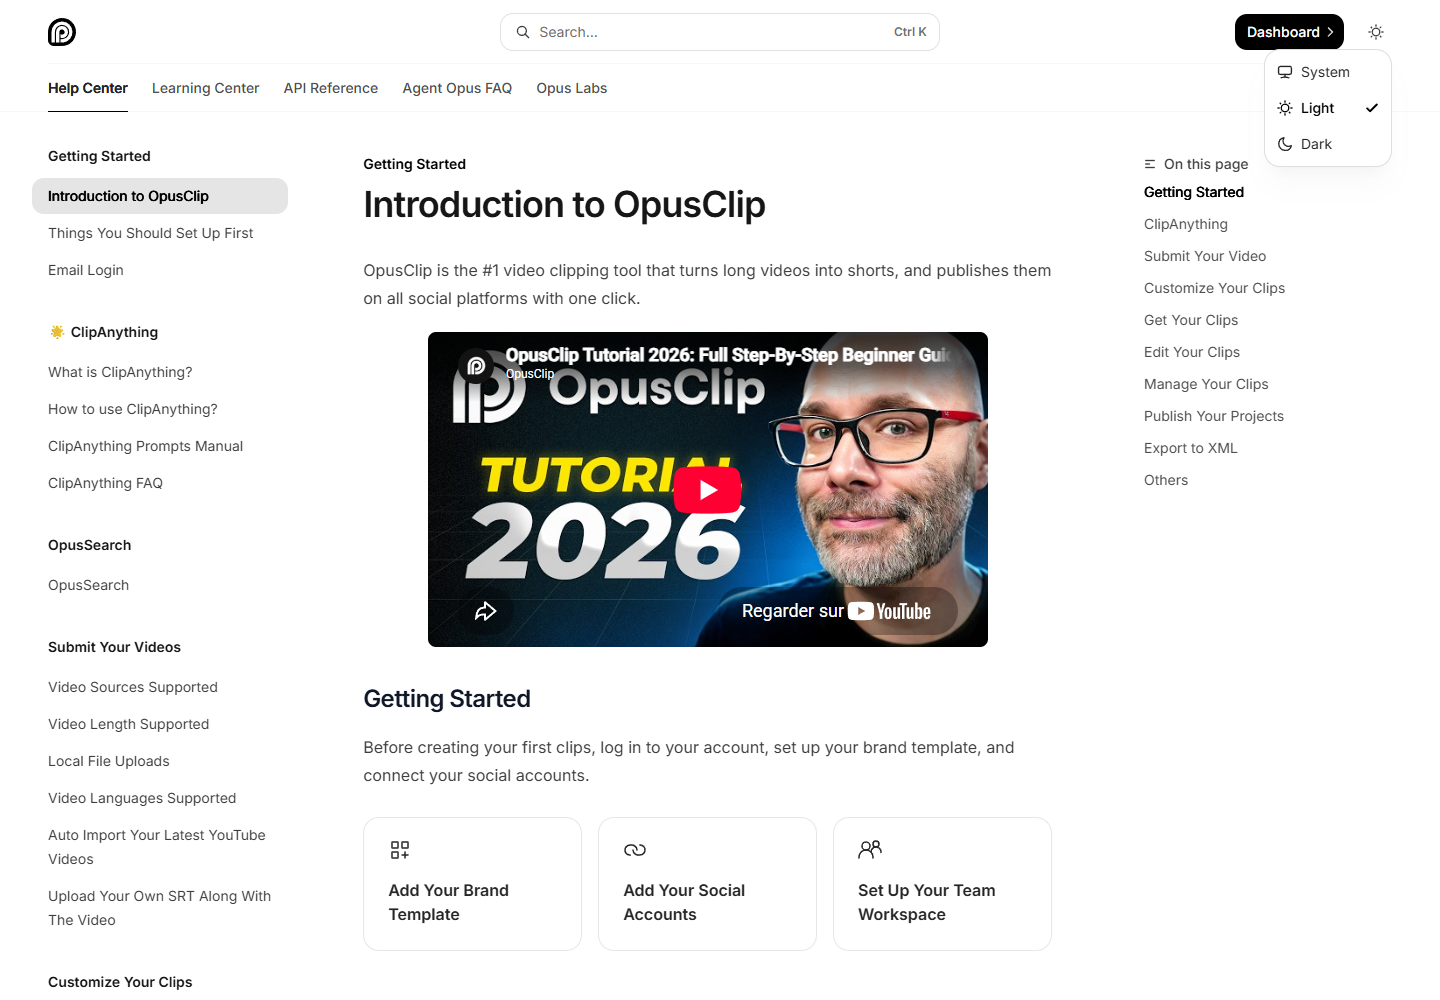 Search...
Ctrl K
Dashboard
System
Light
Dark
Help Center
Learning Center
API Reference
Agent Opus FAQ
Opus Labs
Getting Started
Introduction to OpusClip
Things You Should Set Up First
Email Login
ClipAnything
What is ClipAnything?
How to use ClipAnything?
ClipAnything Prompts Manual
ClipAnything FAQ
OpusSearch
OpusSearch
Submit Your Videos
Video Sources Supported
Video Length Supported
Local File Uploads
Video Languages Supported
Auto Import Your Latest YouTube
Videos
Upload Your Own SRT Along With
The Video
Customize Your Clips
Getting Started
Introduction to OpusClip
OpusClip is the #1 video clipping tool that turns long videos into shorts, and publishes them
on all social platforms with one click.
OpusClip Tutorial 2026: Full Step-By-Step Beginner
OpusClip
OpusClip
TUTORIAL
2026
Regarder sur YouTube
Getting Started
Before creating your first clips, log in to your account, set up your brand template, and
connect your social accounts.
Add Your Brand
Template
Add Your Social
Accounts
Set Up Your Team
Workspace
On this page
Getting Started
ClipAnything
Submit Your Video
Customize Your Clips
Get Your Clips
Edit Your Clips
Manage Your Clips
Publish Your Projects
Export to XML
Others